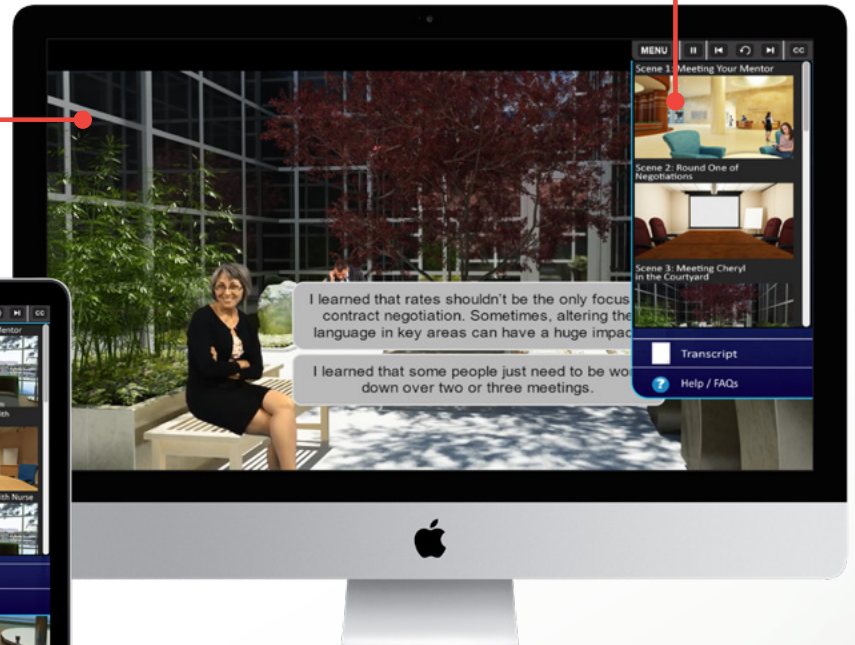 MENU CC
Scene 1: Meeting Your Mentor
Scene 2: Round One of
Negotiations
Scene 3: Meeting Cheryl
in the Courtyard
I learned that rates shouldn't be the only focus
contract negotiation. Sometimes, altering the
language in key areas can have a huge
I learned that some people just need to be
down over two or three meetings.
Transcript
? Help / FAQs
CC
Mentor
ith
ith Nurse